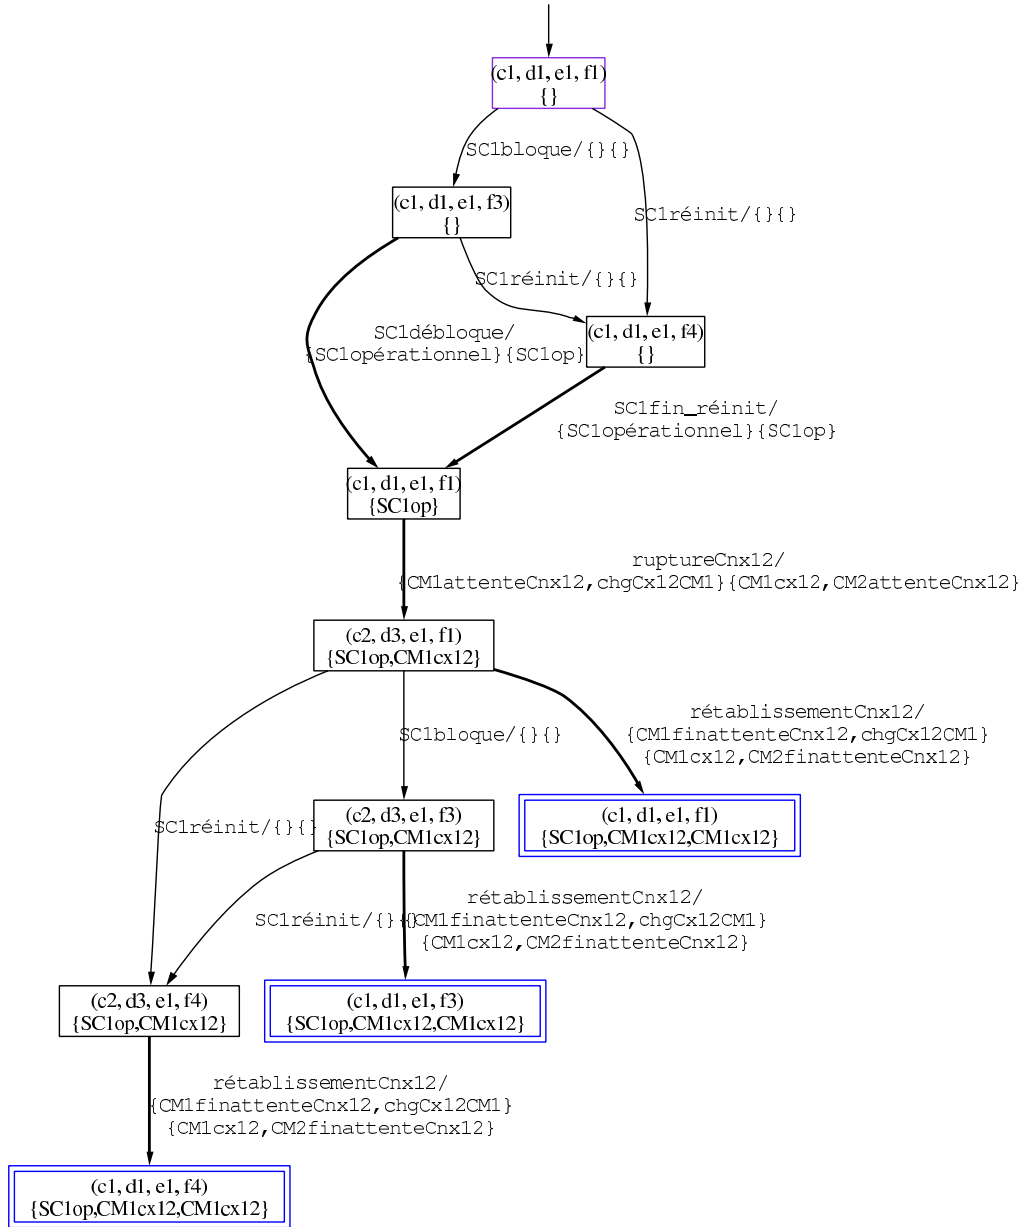 (c1, d1, e1, f1)
{}
SC1bloque/{}{}
(c1, d1, e1, f3)
{}
SC1réinit/{}{}
SC1réinit/{}{}
(c1, d1, e1, f4)
{}
SC1débloque/
{SC1opérationnel}{SC1op}
SC1fin_réinit/
{SC1opérationnel}{SC1op}
(c1, d1, e1, f1)
{SC1op}
ruptureCnx12/
{CM1attenteCnx12,chgCx12CM1}{CM1cx12,CM2attenteCnx12}
(c2, d3, e1, f1)
{SC1op,CM1cx12}
SC1bloque/{}{}
rétablissementCnx12/
{CM1finattenteCnx12,chgCx12CM1}
{CM1cx12,CM2finattenteCnx12}
SC1réinit/{}{}
(c2, d3, e1, f3)
{SC1op,CM1cx12}
(c1, d1, e1, f1)
{SC1op,CM1cx12,CM1cx12}
SC1réinit/{}{}
rétablissementCnx12/
{CM1finattenteCnx12,chgCx12CM1}
{CM1cx12,CM2finattenteCnx12}
(c2, d3, e1, f4)
{SC1op,CM1cx12}
(c1, d1, e1, f3)
{SC1op,CM1cx12,CM1cx12}
rétablissementCnx12/
{CM1finattenteCnx12,chgCx12CM1}
{CM1cx12,CM2finattenteCnx12}
(c1, d1, e1, f4)
{SC1op,CM1cx12,CM1cx12}